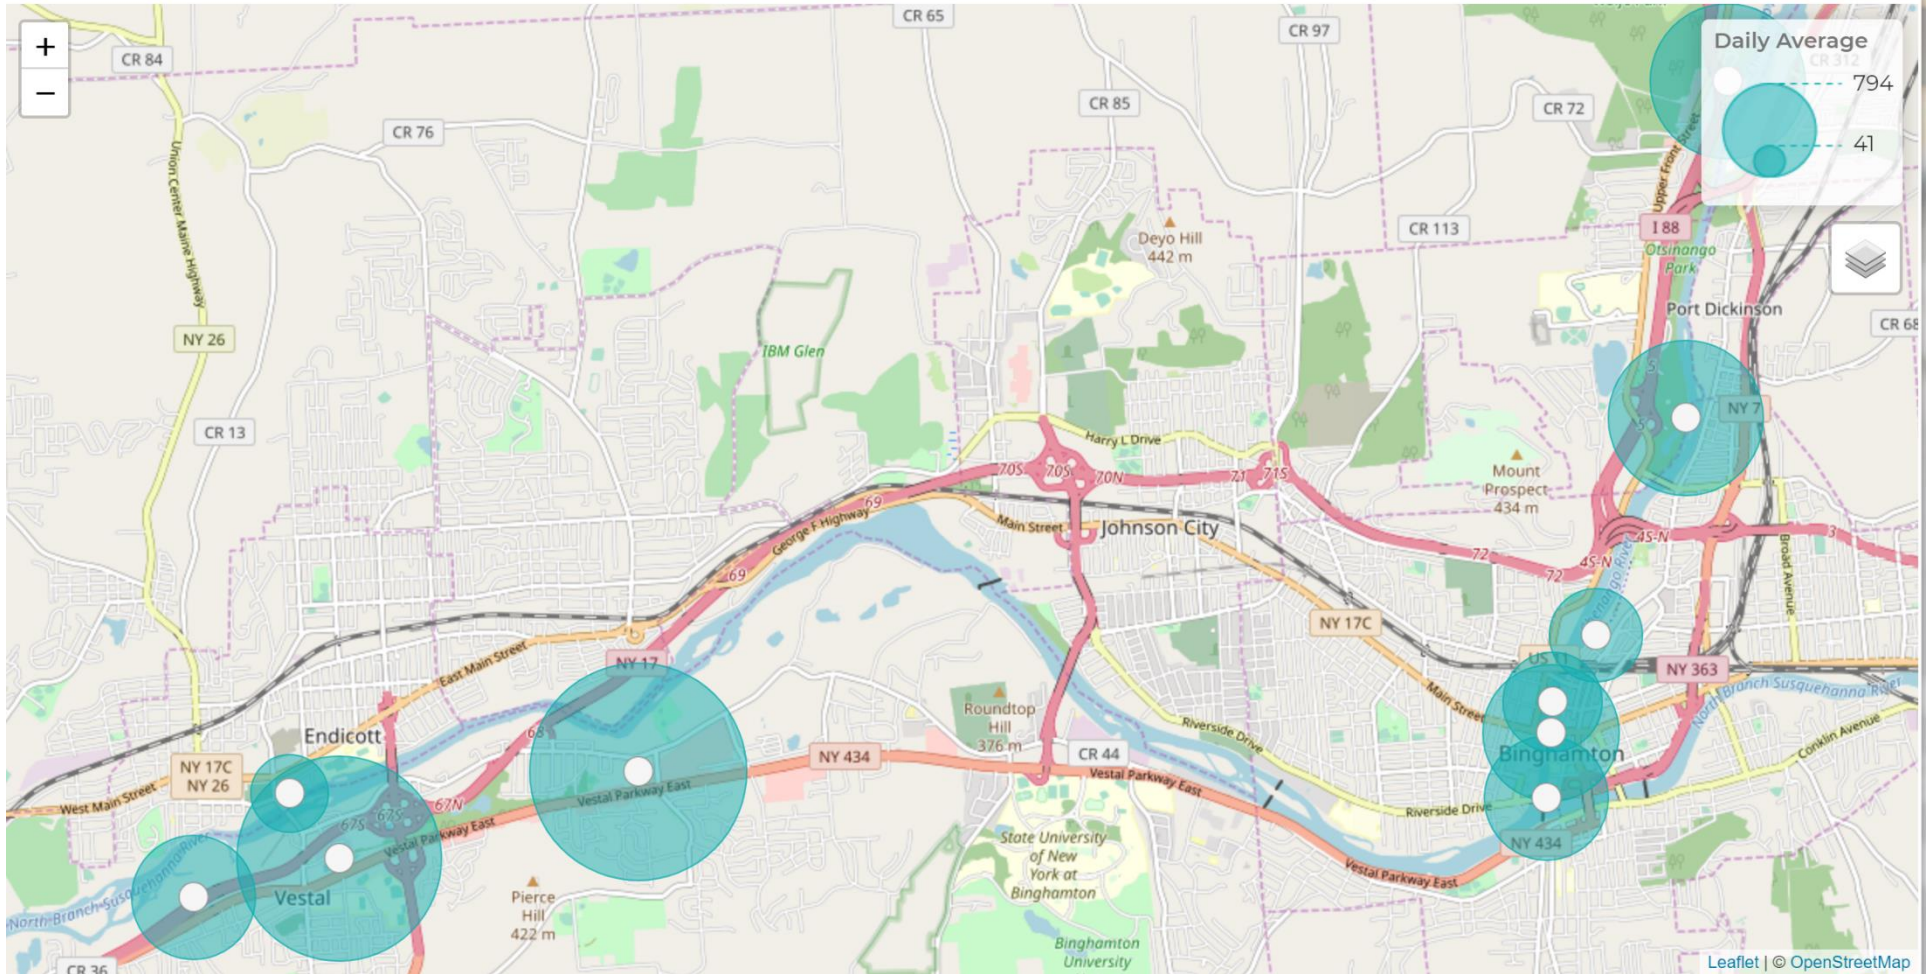 +
−
CR 84
CR 65
CR 97
Daily Average
CR 312
794
41
CR 76
CR 85
CR 72
Union Center Maine Highway
Upper Front Street
Deyo Hill
442 m
CR 113
I 88
Otsinango
Park
Port Dickinson
CR 68
NY 26
IBM Glen
CR 13
NY 7
Harry L Drive
70S
70S
70N
71
71S
Mount
Prospect
434 m
69
George F Highway
Main Street
Johnson City
72
72
4S-N
4S-N
3
Broad Avenue
69
NY 17C
East Main Street
NY 17
US 11
NY 363
North Branch Susquehanna River
Main Street
Roundtop
Hill
376 m
Riverside Drive
Conklin Avenue
Endicott
68
NY 434
CR 44
Binghamton
NY 17C
NY 26
West Main Street
Vestal Parkway East
Vestal Parkway East
67N
67S
67S
Vestal Parkway East
Riverside Drive
NY 434
State University
of New
York at
Binghamton
Vestal Parkway East
Vestal
Pierce
Hill
422 m
North Branch Susquehanna River
Binghamton
University
CR 36
Leaflet | © OpenStreetMap